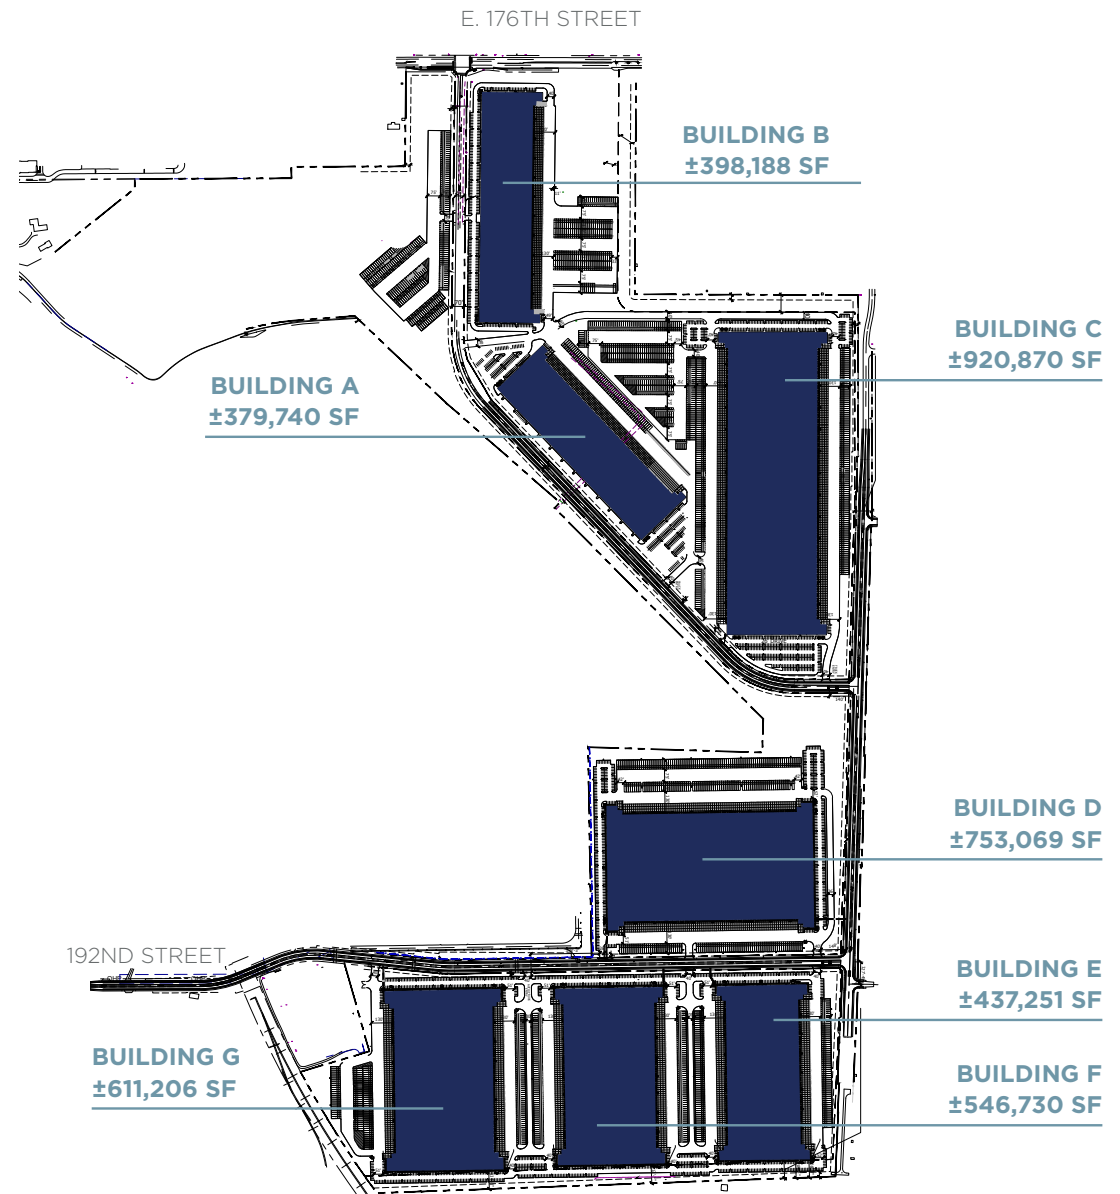 E. 176TH STREET
BUILDING B
±398,188 SF
BUILDING C
±920,870 SF
BUILDING A
±379,740 SF
BUILDING D
±753,069 SF
192ND STREET
BUILDING E
±437,251 SF
BUILDING G
±611,206 SF
BUILDING F
±546,730 SF